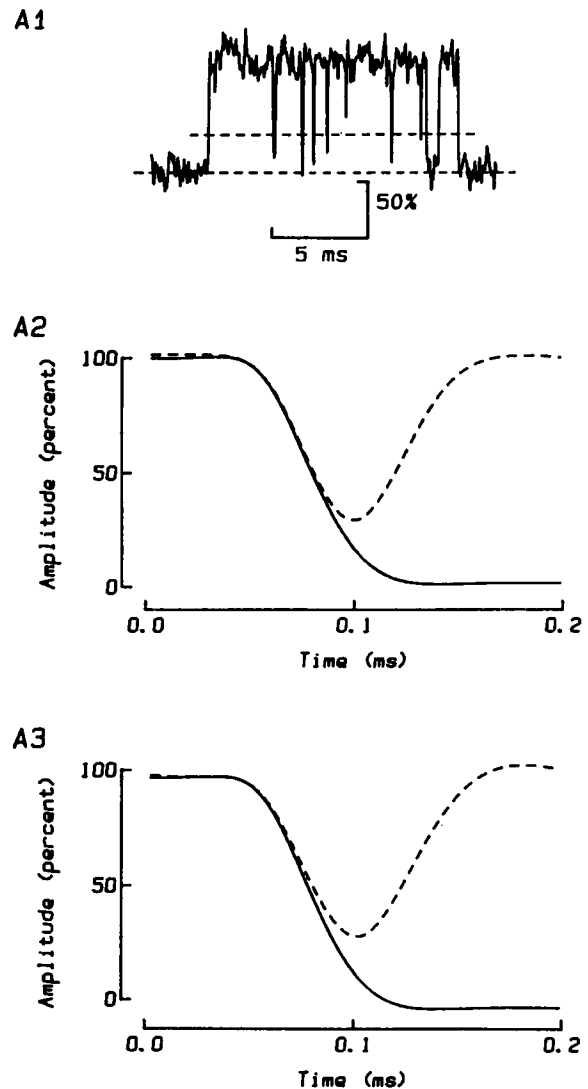 A1
50%
5 ms
A2
100
50
0
Amplitude (percent)
0.0 0.1 0.2
Time (ms)
A3
100
50
0
Amplitude (percent)
0.0 0.1 0.2
Time (ms)